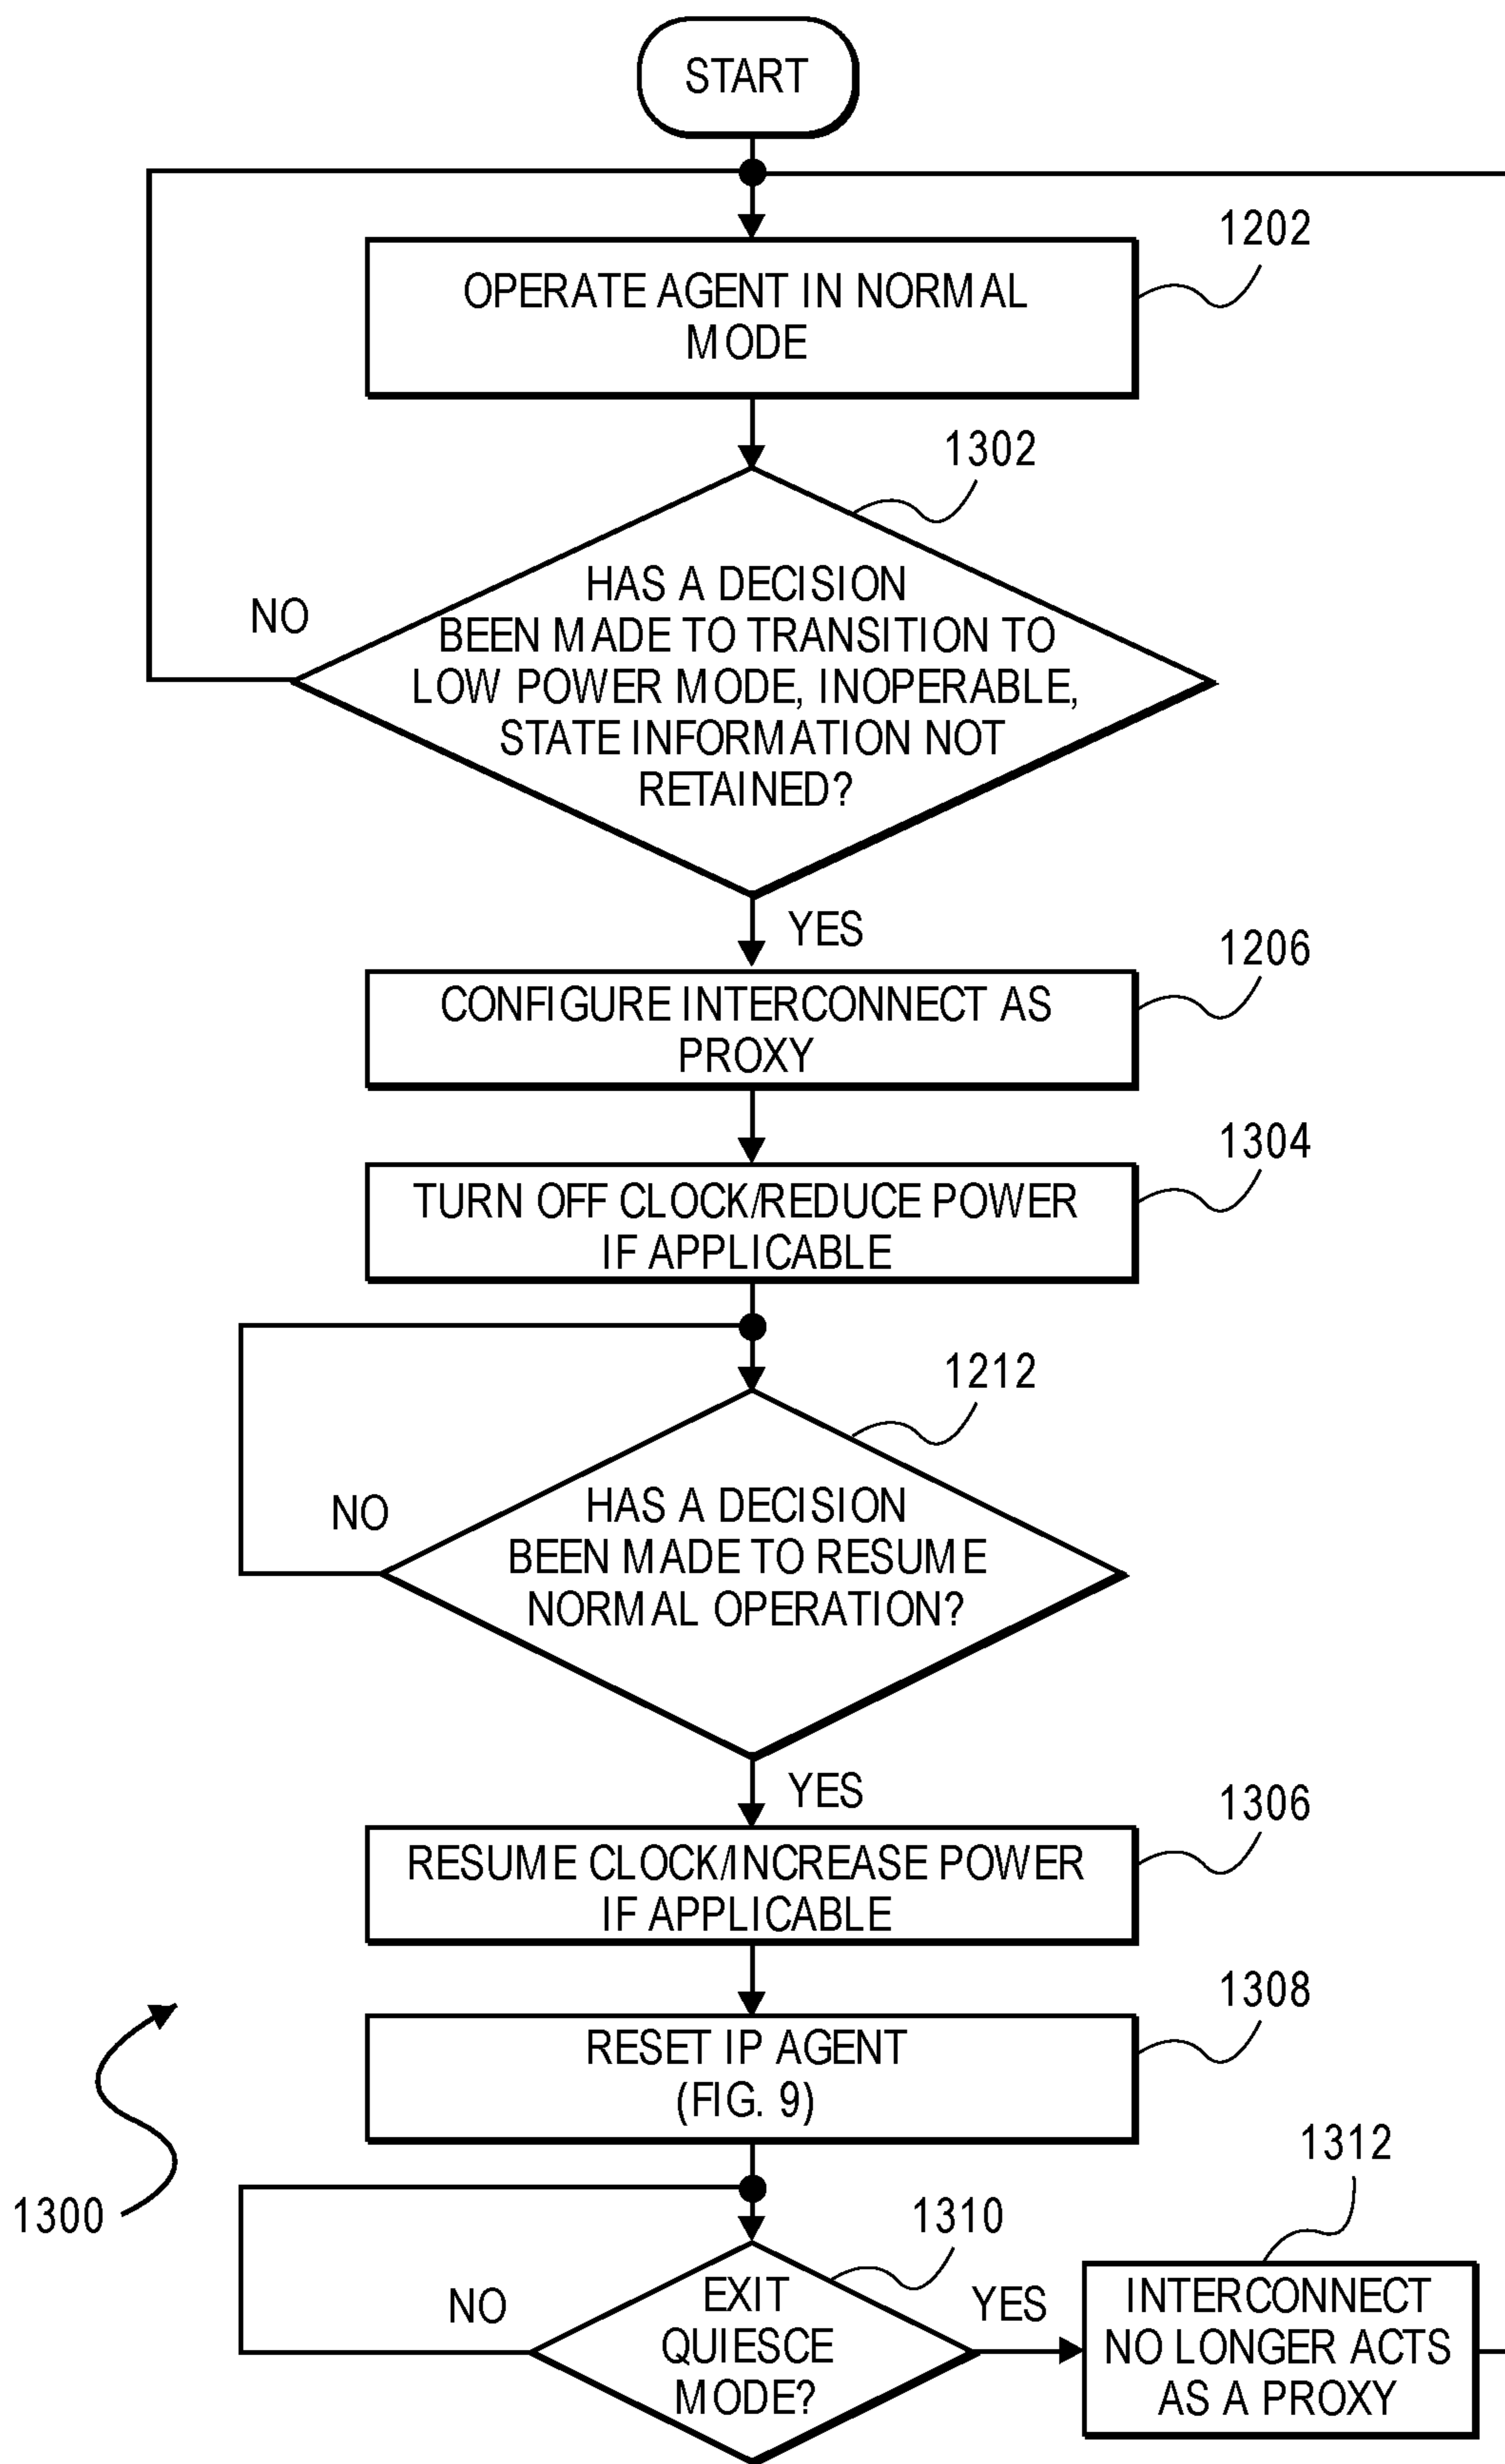 START
1202
OPERATE AGENT IN NORMAL
MODE
1302
HAS A DECISION
BEEN MADE TO TRANSITION TO
LOW POWER MODE, INOPERABLE,
STATE INFORMATION NOT
RETAINED?
NO
YES
1206
CONFIGURE INTERCONNECT AS
PROXY
1304
TURN OFF CLOCK/REDUCE POWER
IF APPLICABLE
1212
HAS A DECISION
BEEN MADE TO RESUME
NORMAL OPERATION?
NO
YES
1306
RESUME CLOCK/INCREASE POWER
IF APPLICABLE
1308
RESET IP AGENT
(FIG. 9)
1300
1310
EXIT
QUIESCE
MODE?
NO
YES
1312
INTERCONNECT
NO LONGER ACTS
AS A PROXY